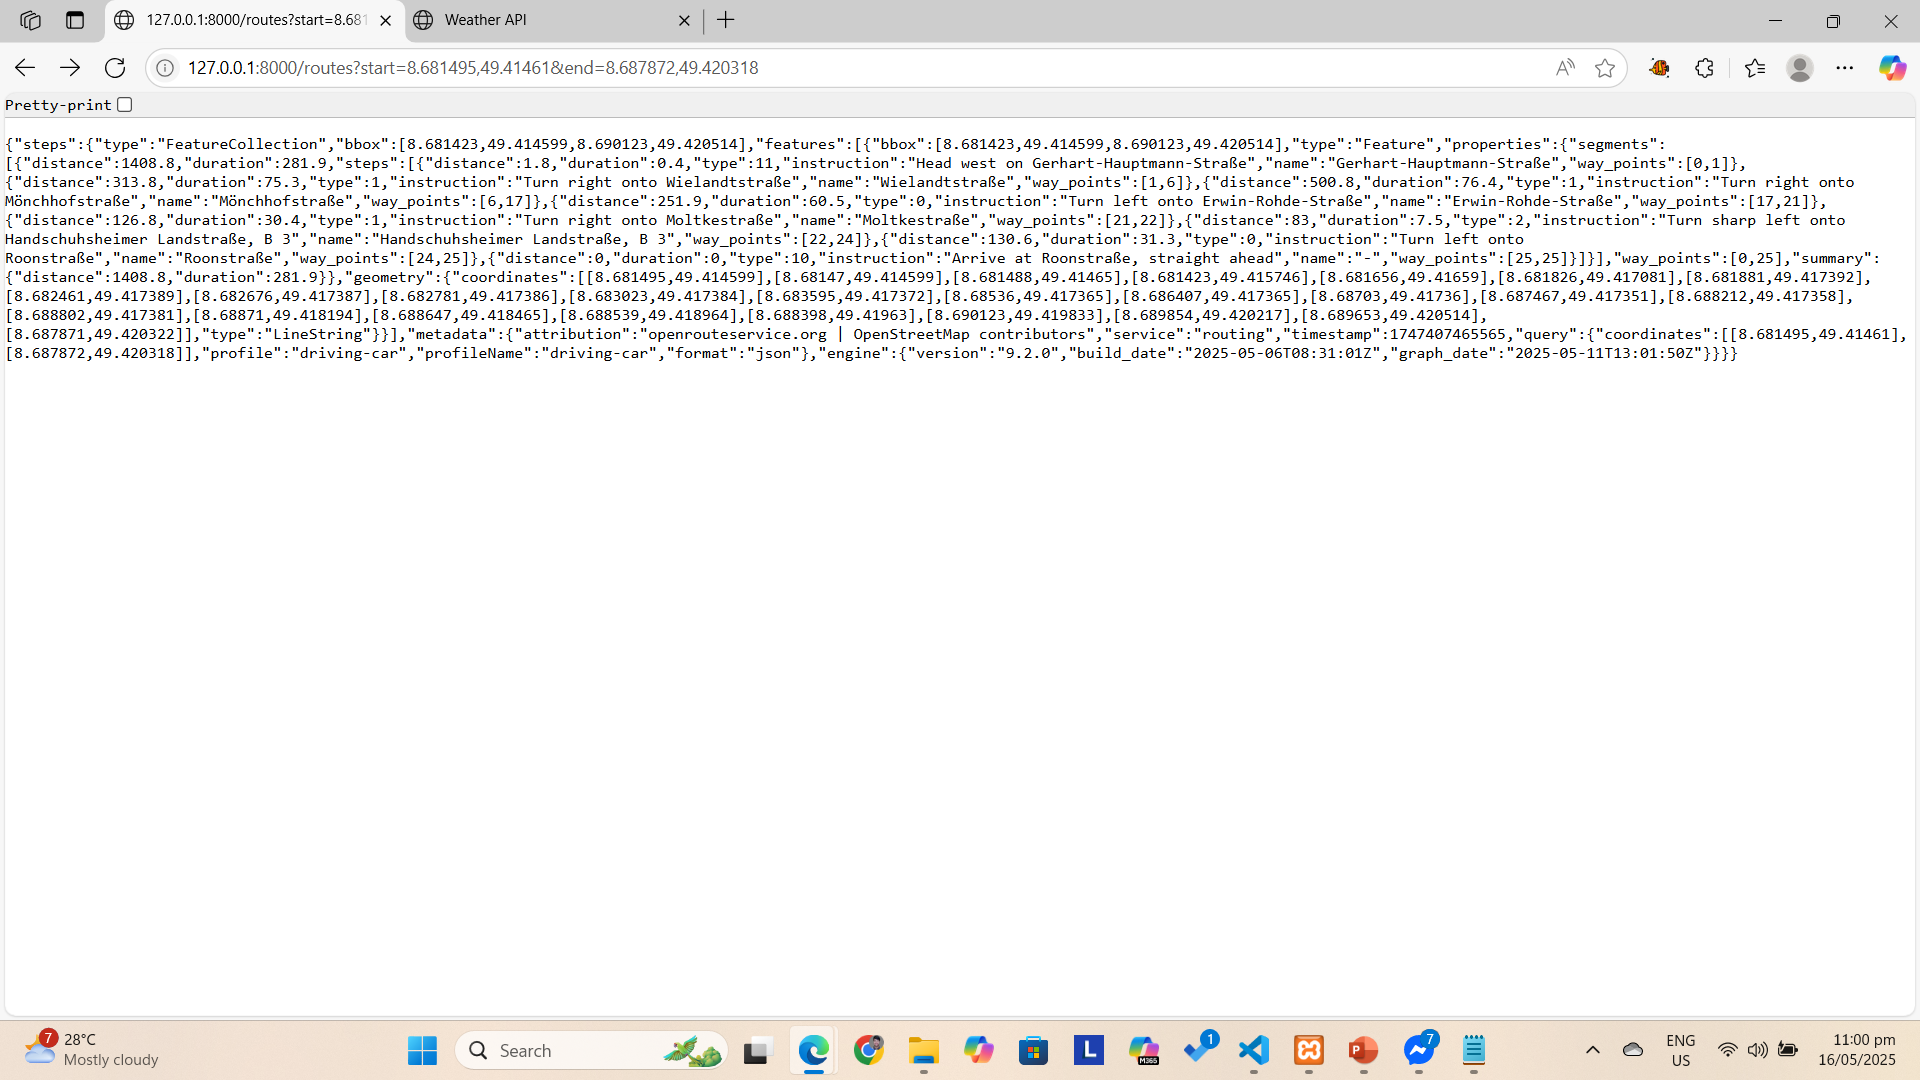 127.0.0.1:8000/routes?start=8.681
Weather API
127.0.0.1:8000/routes?start=8.681495,49.41461&end=8.687872,49.420318
Pretty-print
{"steps":{"type":"FeatureCollection","bbox":[8.681423,49.414599,8.690123,49.420514],"features":[{"bbox":[8.681423,49.414599,8.690123,49.420514],"type":"Feature","properties":{"segments":
[{"distance":1408.8,"duration":281.9,"steps":[{"distance":1.8,"duration":0.4,"type":11,"instruction":"Head west on Gerhart-Hauptmann-Straße","name":"Gerhart-Hauptmann-Straße","way_points":[0,1]},
{"distance":313.8,"duration":75.3,"type":1,"instruction":"Turn right onto Wielandtstraße","name":"Wielandtstraße","way_points":[1,6]},{"distance":500.8,"duration":76.4,"type":1,"instruction":"Turn right onto
Mönchhofstraße","name":"Mönchhofstraße","way_points":[6,17]},{"distance":251.9,"duration":60.5,"type":0,"instruction":"Turn left onto Erwin-Rohde-Straße","name":"Erwin-Rohde-Straße","way_points":[17,21]},
{"distance":126.8,"duration":30.4,"type":1,"instruction":"Turn right onto Moltkestraße","name":"Moltkestraße","way_points":[21,22]},{"distance":83,"duration":7.5,"type":2,"instruction":"Turn sharp left onto
Handschuhsheimer Landstraße, B 3","name":"Handschuhsheimer Landstraße, B 3","way_points":[22,24]},{"distance":130.6,"duration":31.3,"type":0,"instruction":"Turn left onto
Roonstraße","name":"Roonstraße","way_points":[24,25]},{"distance":0,"duration":0,"type":10,"instruction":"Arrive at Roonstraße, straight ahead","name":"-","way_points":[25,25]}]}],"way_points":[0,25],"summary":
{"distance":1408.8,"duration":281.9}},"geometry":{"coordinates":[[8.681495,49.414599],[8.68147,49.414599],[8.681488,49.41465],[8.681423,49.415746],[8.681656,49.41659],[8.681826,49.417081],[8.681881,49.417392],
[8.682461,49.417389],[8.682676,49.417387],[8.682781,49.417386],[8.683023,49.417384],[8.683595,49.417372],[8.68536,49.417365],[8.686407,49.417365],[8.68703,49.41736],[8.687467,49.417351],[8.688212,49.417358],
[8.688802,49.417381],[8.68871,49.418194],[8.688647,49.418465],[8.688539,49.418964],[8.688398,49.41963],[8.690123,49.419833],[8.689854,49.420217],[8.689653,49.420514],
[8.687871,49.420322]],"type":"LineString"}}],"metadata":{"attribution":"openrouteservice.org | OpenStreetMap contributors","service":"routing","timestamp":1747407465565,"query":{"coordinates":[[8.681495,49.41461],
[8.687872,49.420318]],"profile":"driving-car","profileName":"driving-car","format":"json"},"engine":{"version":"9.2.0","build_date":"2025-05-06T08:31:01Z","graph_date":"2025-05-11T13:01:50Z"}}}}
7
28°C
Mostly cloudy
Search
L
M365
1
P
7
ENG
US
11:00 pm
16/05/2025